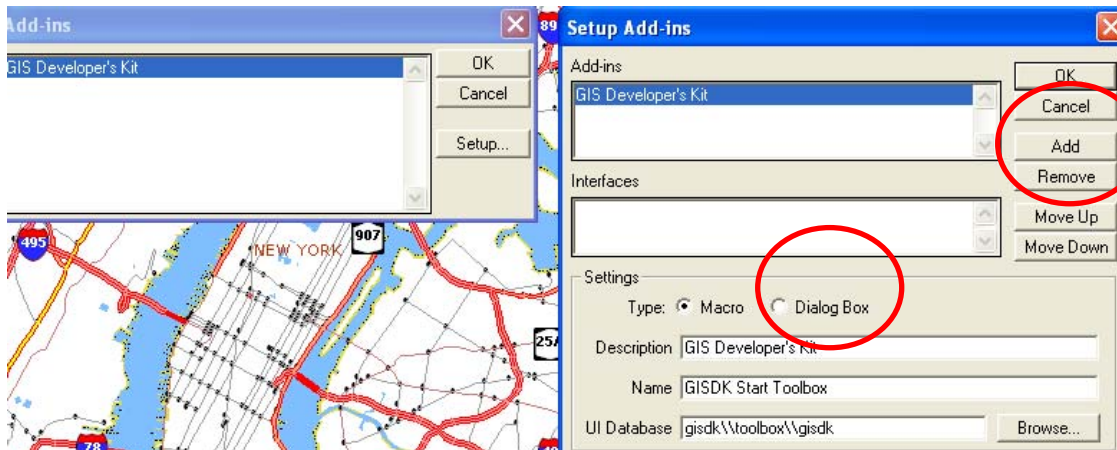 Add-ins
GIS Developer's Kit
OK
Cancel
Setup...
89
495
NEW YORK
907
25A
78
Setup Add-ins
Add-ins
GIS Developer's Kit
OK
Cancel
Add
Remove
Interfaces
Move Up
Move Down
Settings
Type: Macro Dialog Box
Description GIS Developer's Kit
Name GISDK Start Toolbox
UI Database gisdk\\toolbox\\gisdk Browse...